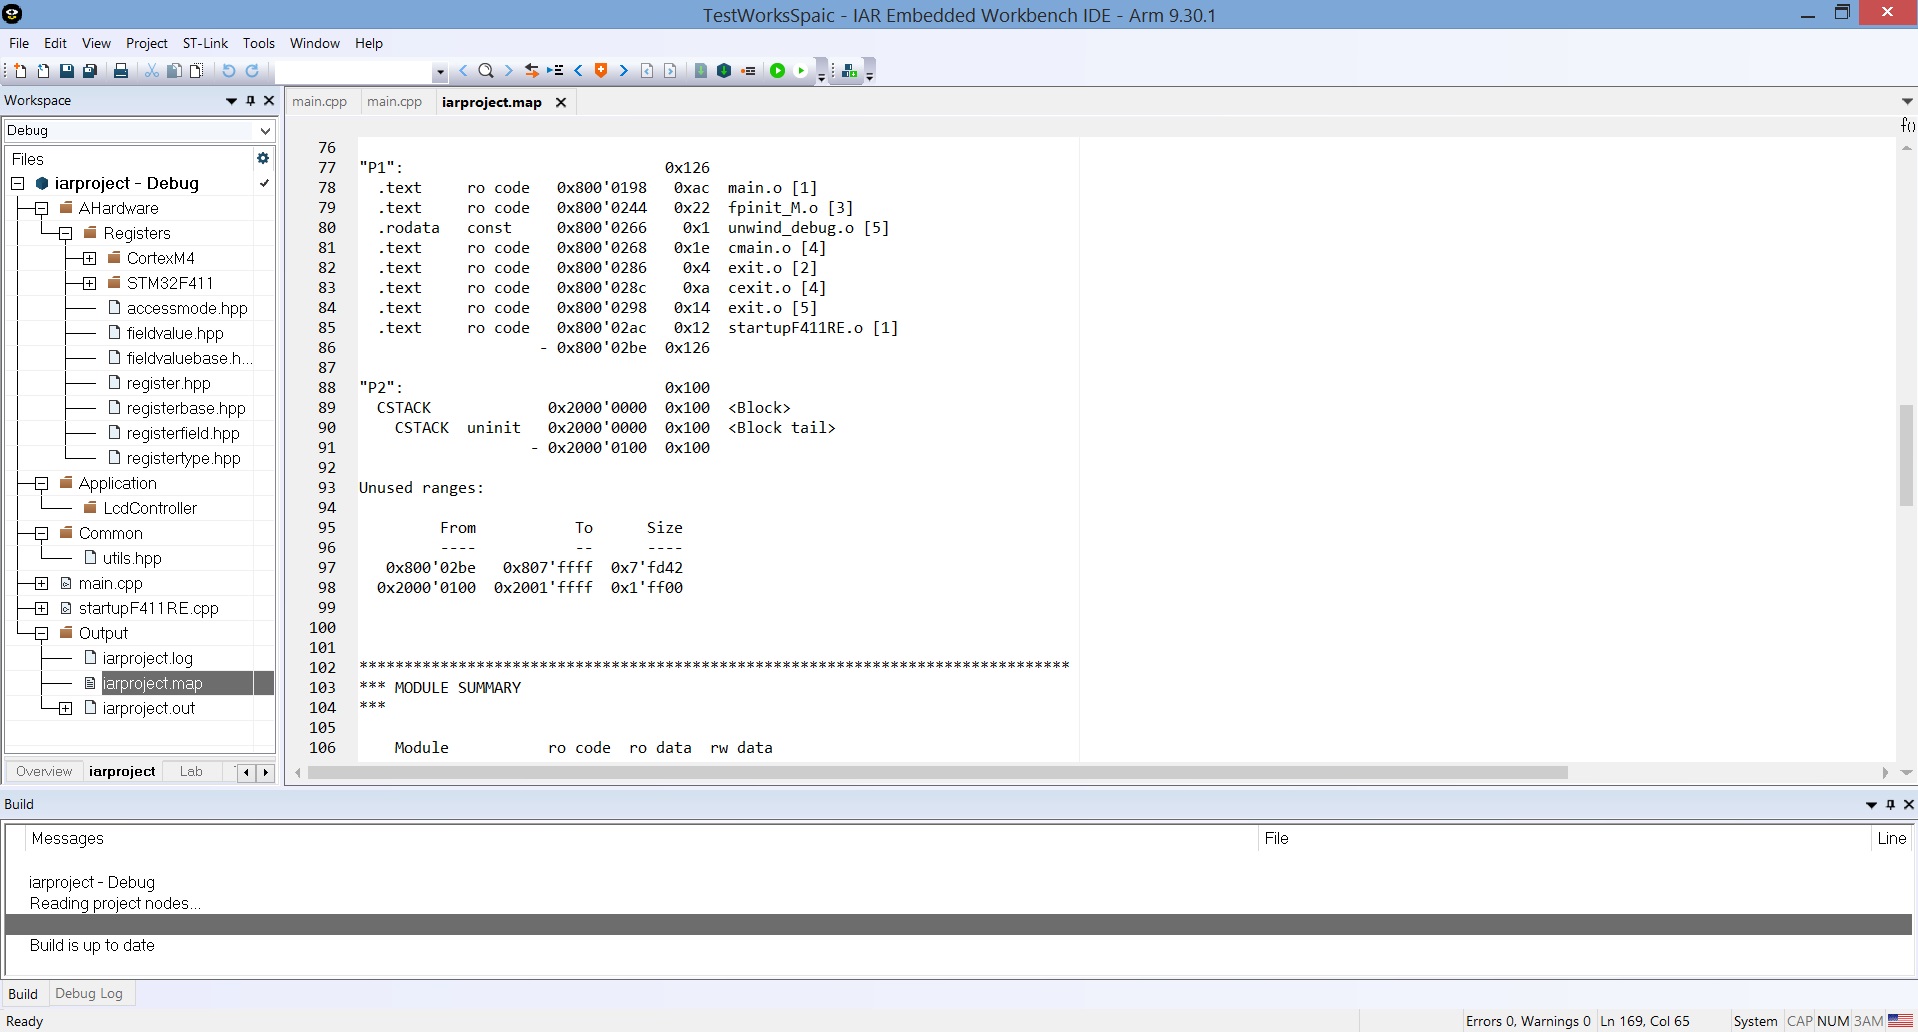 TestWorksSpaic - IAR Embedded Workbench IDE - Arm 9.30.1
File Edit View Project ST-Link Tools Window Help
Workspace
Debug
Files
iarproject - Debug
AHardware
Registers
CortexM4
STM32F411
accessmode.hpp
fieldvalue.hpp
fieldvaluebase.h...
register.hpp
registerbase.hpp
registerfield.hpp
registertype.hpp
Application
LcdController
Common
utils.hpp
main.cpp
startupF411RE.cpp
Output
iarproject.log
iarproject.map
iarproject.out
Overview iarproject Lab
main.cpp main.cpp iarproject.map
f()
76
77 "P1": 0x126
78 .text ro code 0x800'0198 0xac main.o [1]
79 .text ro code 0x800'0244 0x22 fpinit_M.o [3]
80 .rodata const 0x800'0266 0x1 unwind_debug.o [5]
81 .text ro code 0x800'0268 0x1e cmain.o [4]
82 .text ro code 0x800'0286 0x4 exit.o [2]
83 .text ro code 0x800'028c 0xa cexit.o [4]
84 .text ro code 0x800'0298 0x14 exit.o [5]
85 .text ro code 0x800'02ac 0x12 startupF411RE.o [1]
86 - 0x800'02be 0x126
87
88 "P2": 0x100
89 CSTACK 0x2000'0000 0x100 <Block>
90 CSTACK uninit 0x2000'0000 0x100 <Block tail>
91 - 0x2000'0100 0x100
92
93 Unused ranges:
94
95 From To Size
96 ---- -- ----
97 0x800'02be 0x807'ffff 0x7'fd42
98 0x2000'0100 0x2001'ffff 0x1'ff00
99
100
101
102 *******************************************************************************
103 *** MODULE SUMMARY
104 ***
105
106 Module ro code ro data rw data
Build
Messages File Line
iarproject - Debug
Reading project nodes...
Build is up to date
Build Debug Log
Ready Errors 0, Warnings 0 Ln 169, Col 65 System CAP NUM 3AM